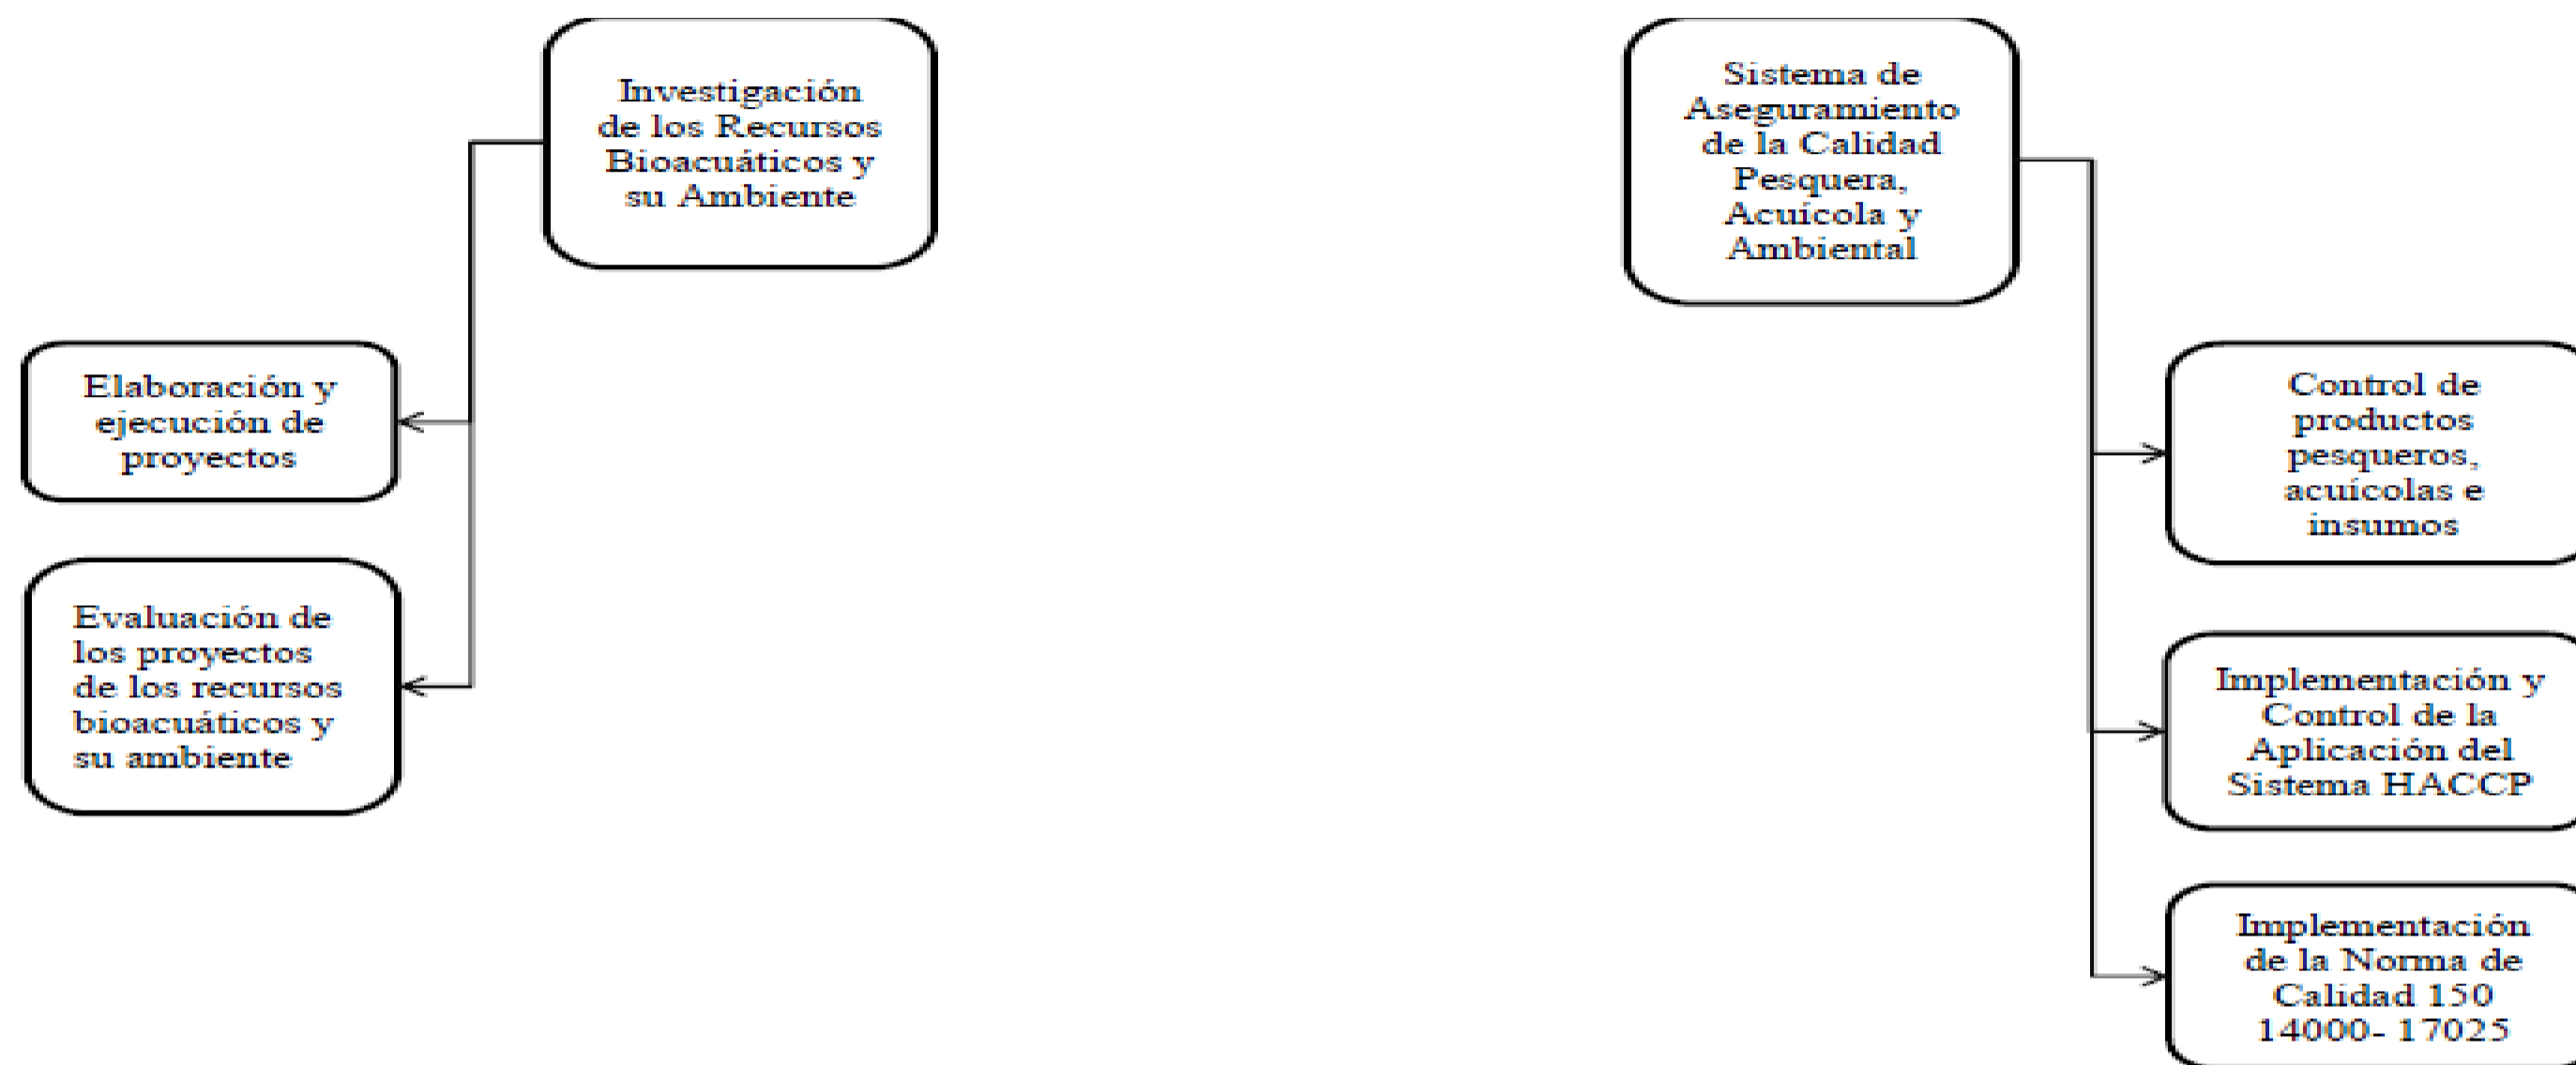 Investigación
de los Recursos
Bioacuáticos y
su Ambiente
Elaboración y
ejecución de
proyectos
Evaluación de
los proyectos
de los recursos
bioacuáticos y
su ambiente
Sistema de
Aseguramiento
de la Calidad
Pesquera,
Acuícola y
Ambiental
Control de
productos
pesqueros,
acuícolas e
insumos
Implementación y
Control de la
Aplicación del
Sistema HACCP
Implementación
de la Norma de
Calidad 150
14000- 17025